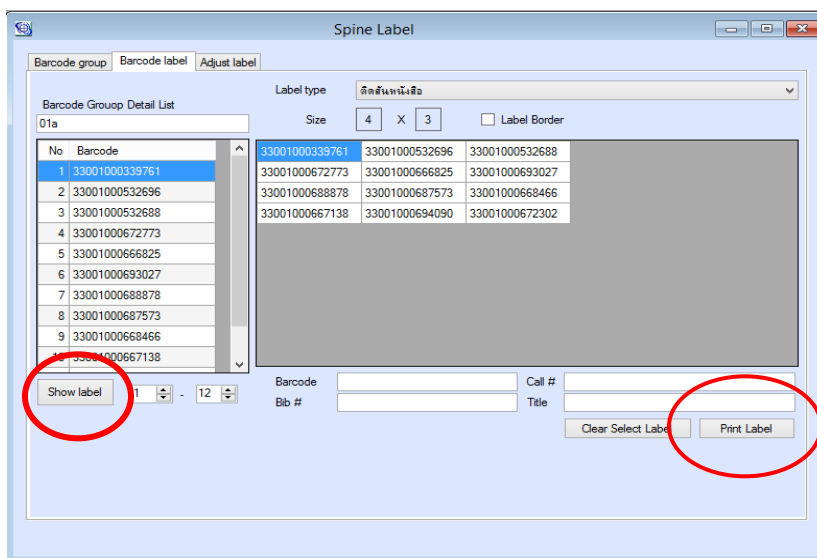 Spine Label
Barcode group Barcode label Adjust label
Label type ติดสันหนังสือ
Barcode Grouop Detail List
Size 4 X 3 Label Border
01a
No Barcode
1 33001000339761
2 33001000532696
3 33001000532688
4 33001000672773
5 33001000666825
6 33001000693027
7 33001000688878
8 33001000687573
9 33001000668466
10 33001000667138
33001000339761 33001000532696 33001000532688
33001000672773 33001000666825 33001000693027
33001000688878 33001000687573 33001000668466
33001000667138 33001000694090 33001000672302
Show label 1 - 12
Barcode Call #
Bib # Title
Clear Select Label Print Label